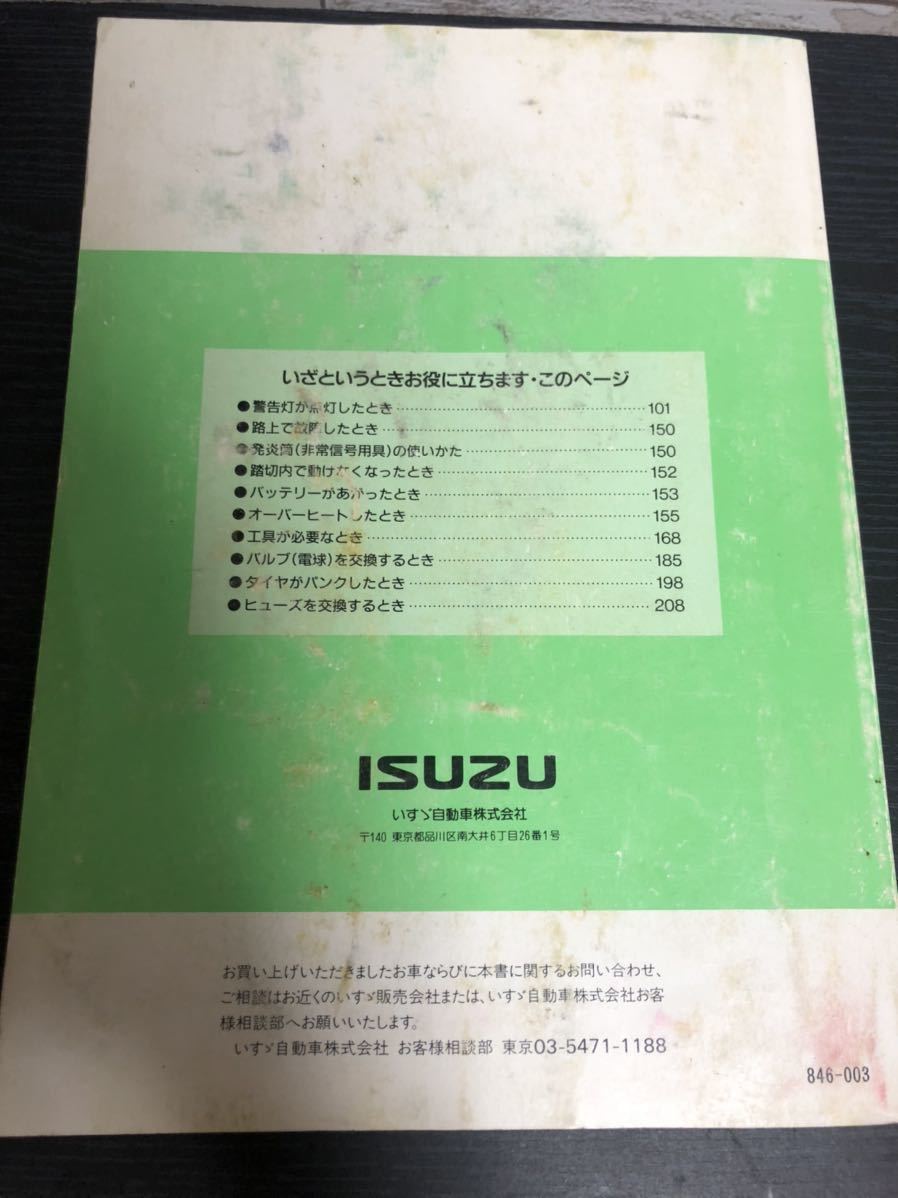 いざというときお役に立ちます・このページ
●警告灯が点灯したとき 101
●路上で故障したとき 150
●発炎筒(非常信号用具)の使いかた 150
●踏切内で動けなくなったとき 152
●バッテリーがあがったとき 153
●オーバーヒートしたとき 155
●工具が必要なとき 168
●バルブ(電球)を交換するとき 185
●タイヤがパンクしたとき 198
●ヒューズを交換するとき 208
ISUZU
いすゞ自動車株式会社
〒140 東京都品川区南大井6丁目26番1号
お買い上げいただきましたお車ならびに本書に関するお問い合わせ、
ご相談はお近くのいすゞ販売会社または、いすゞ自動車株式会社お客
様相談部へお願いいたします。
いすゞ自動車株式会社 お客様相談部 東京03-5471-1188
846-003